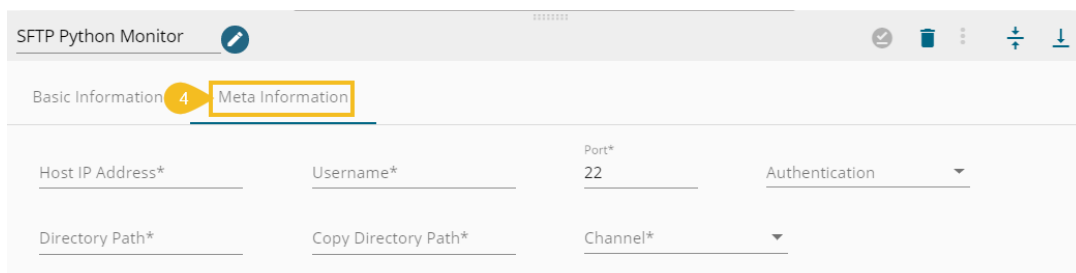 SFTP Python Monitor
Basic Information 4 Meta Information
Host IP Address* Username* Port* 22 Authentication
Directory Path* Copy Directory Path* Channel*